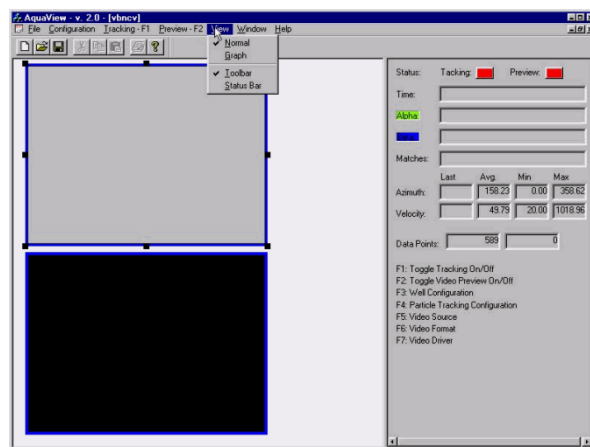 AquaView - v. 2.0 - [vbncv]
File Configuration Tracking - F1 Preview - F2 View Window Help
Normal
Graph
Toolbar
Status Bar
Status: Tacking: Preview:
Time:
Alpha:
Matches:
Last Avg. Min Max
Azimuth: 158.23 0.00 358.62
Velocity: 49.79 20.00 1018.96
Data Points: 589 0
F1: Toggle Tracking On/Off
F2: Toggle Video Preview On/Off
F3: Well Configuration
F4: Particle Tracking Configuration
F5: Video Source
F6: Video Format
F7: Video Driver